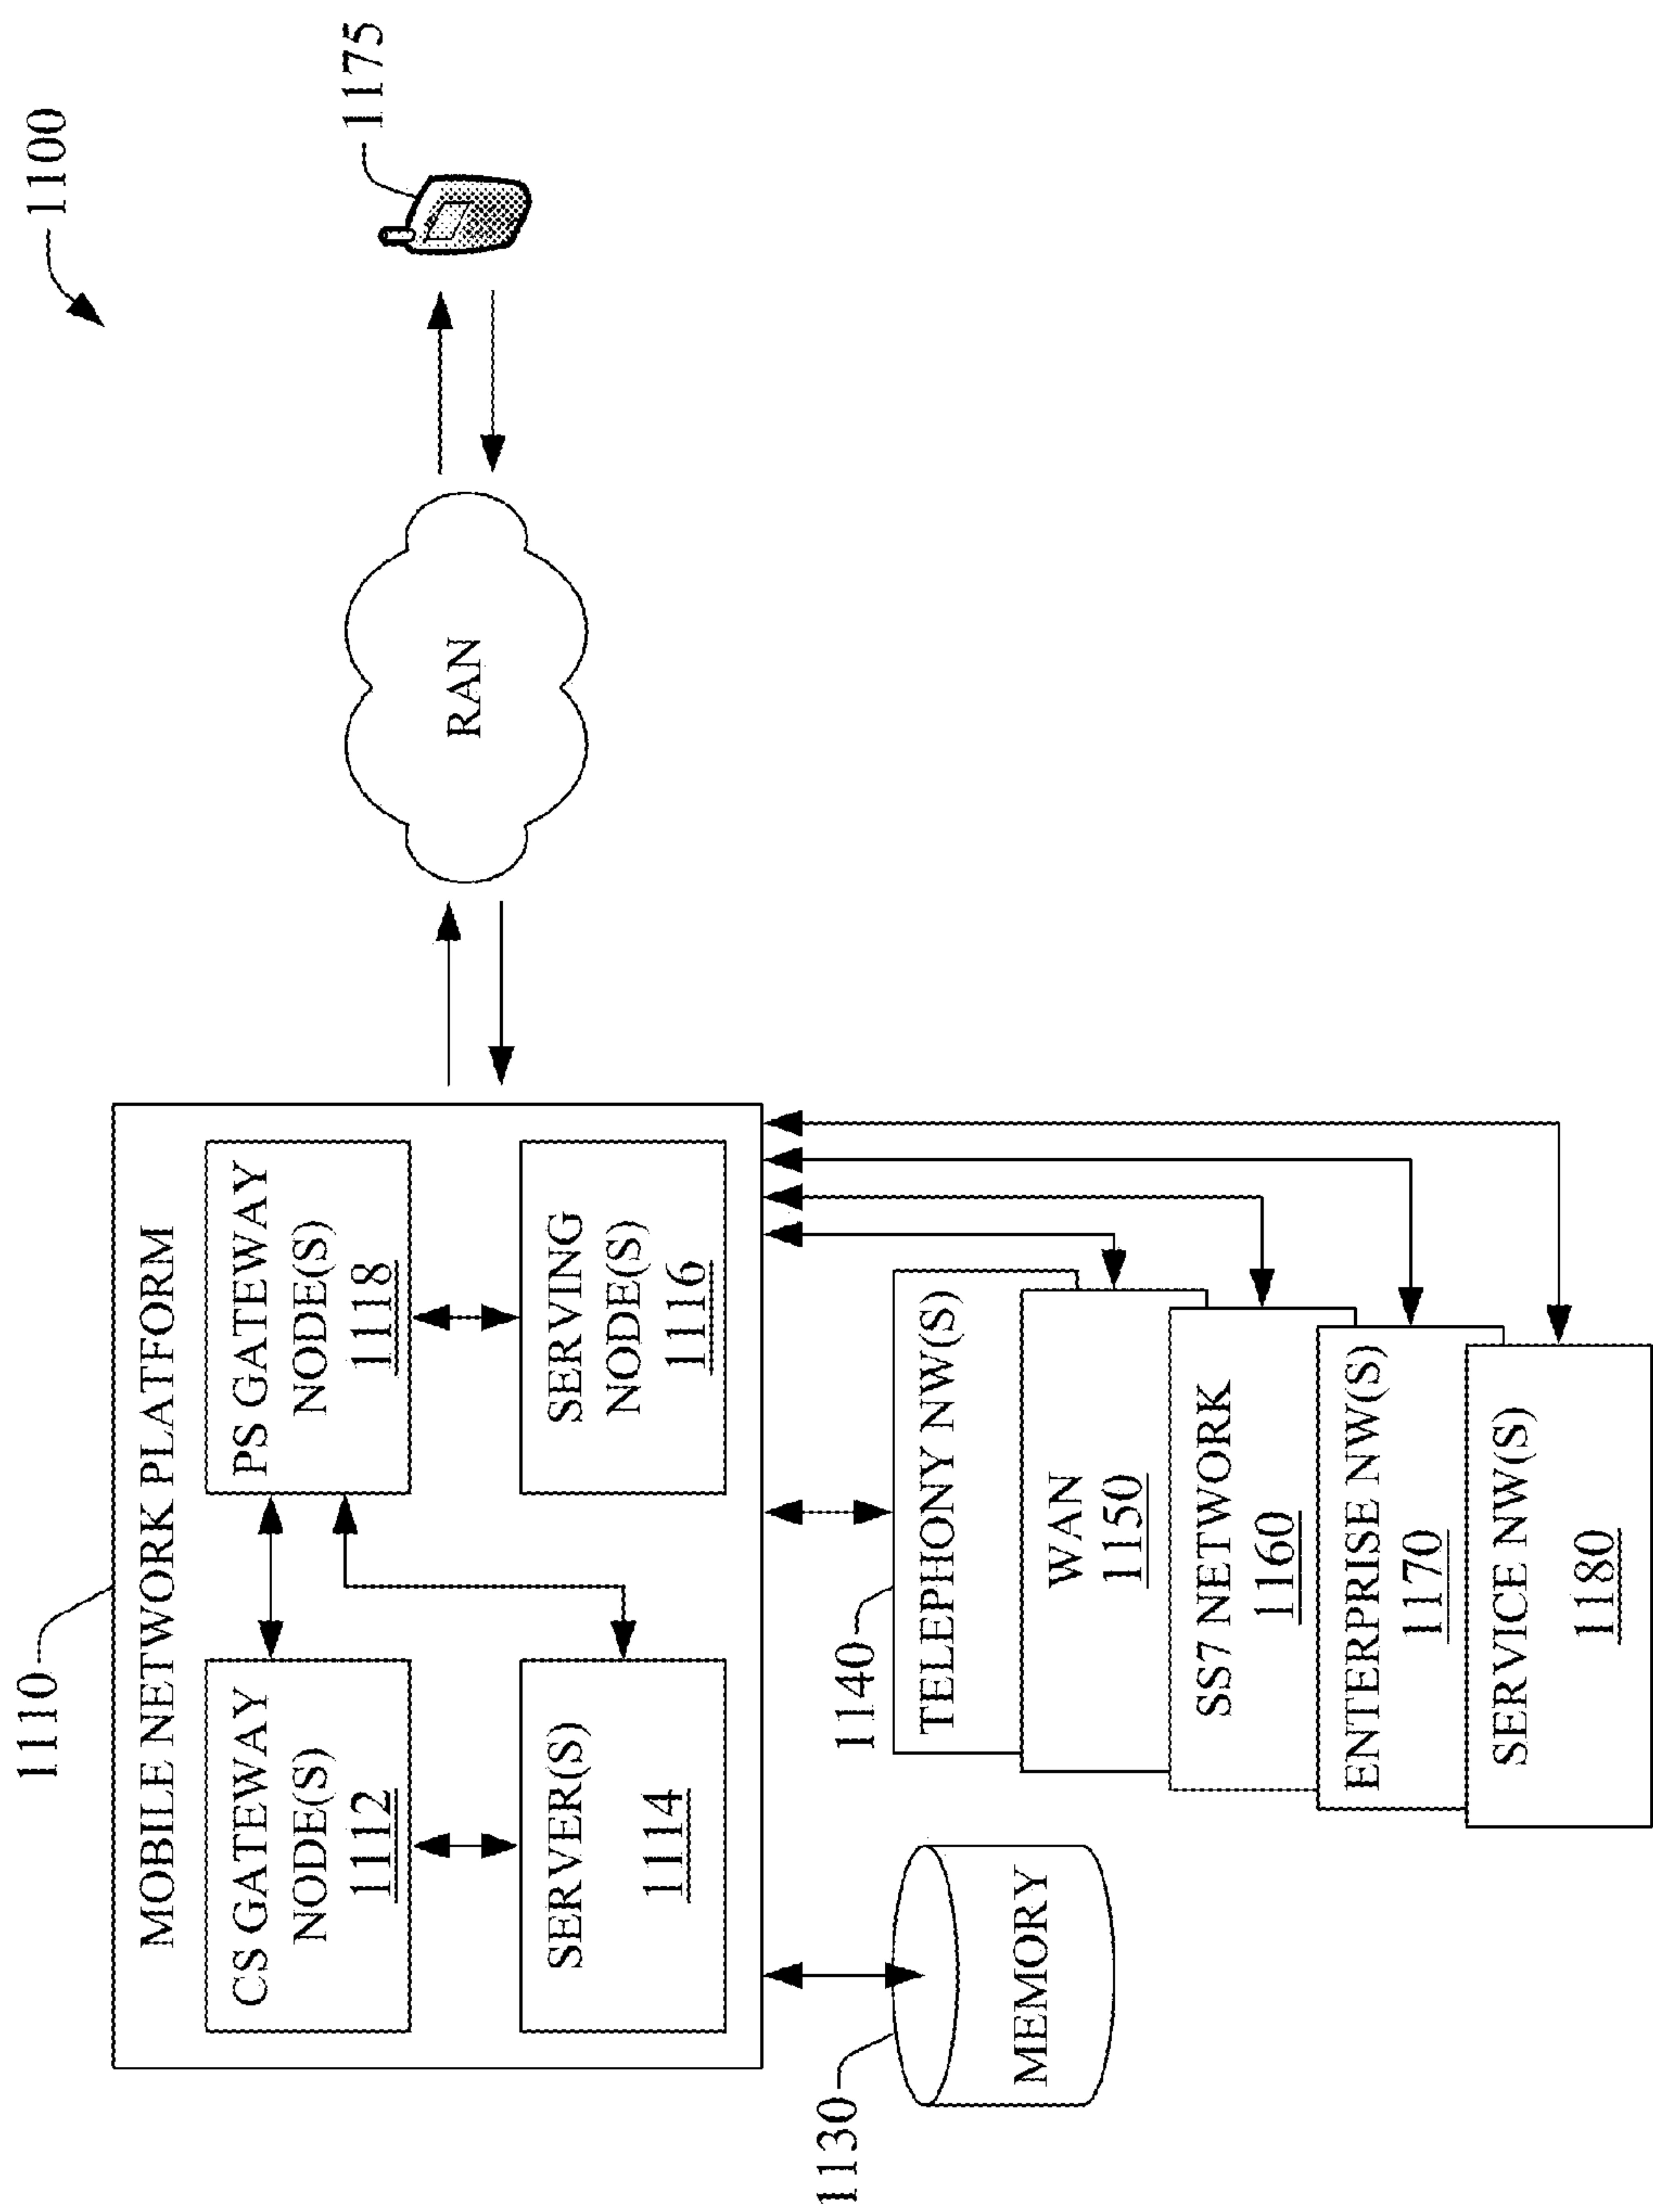 1100
1110
MOBILE NETWORK PLATFORM
CS GATEWAY
NODE(S)
1112
PS GATEWAY
NODE(S)
1118
SERVER(S)
1114
SERVING
NODE(S)
1116
RAN
1175
1130
MEMORY
1140
TELEPHONY NW(S)
WAN
1150
SS7 NETWORK
1160
ENTERPRISE NW(S)
1170
SERVICE NW(S)
1180